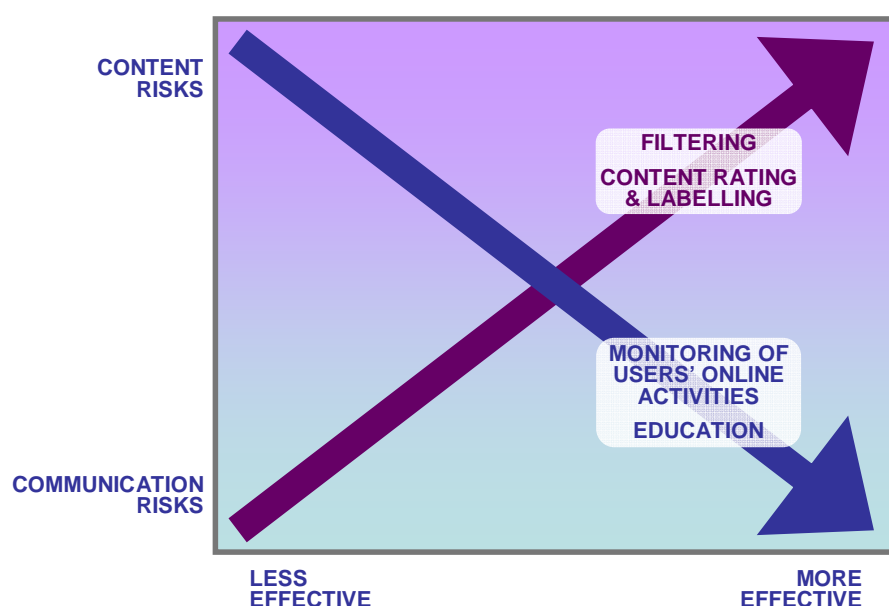 CONTENT
RISKS
FILTERING
CONTENT RATING
& LABELLING
MONITORING OF
USERS’ ONLINE
ACTIVITIES
EDUCATION
COMMUNICATION
RISKS
LESS
EFFECTIVE
MORE
EFFECTIVE